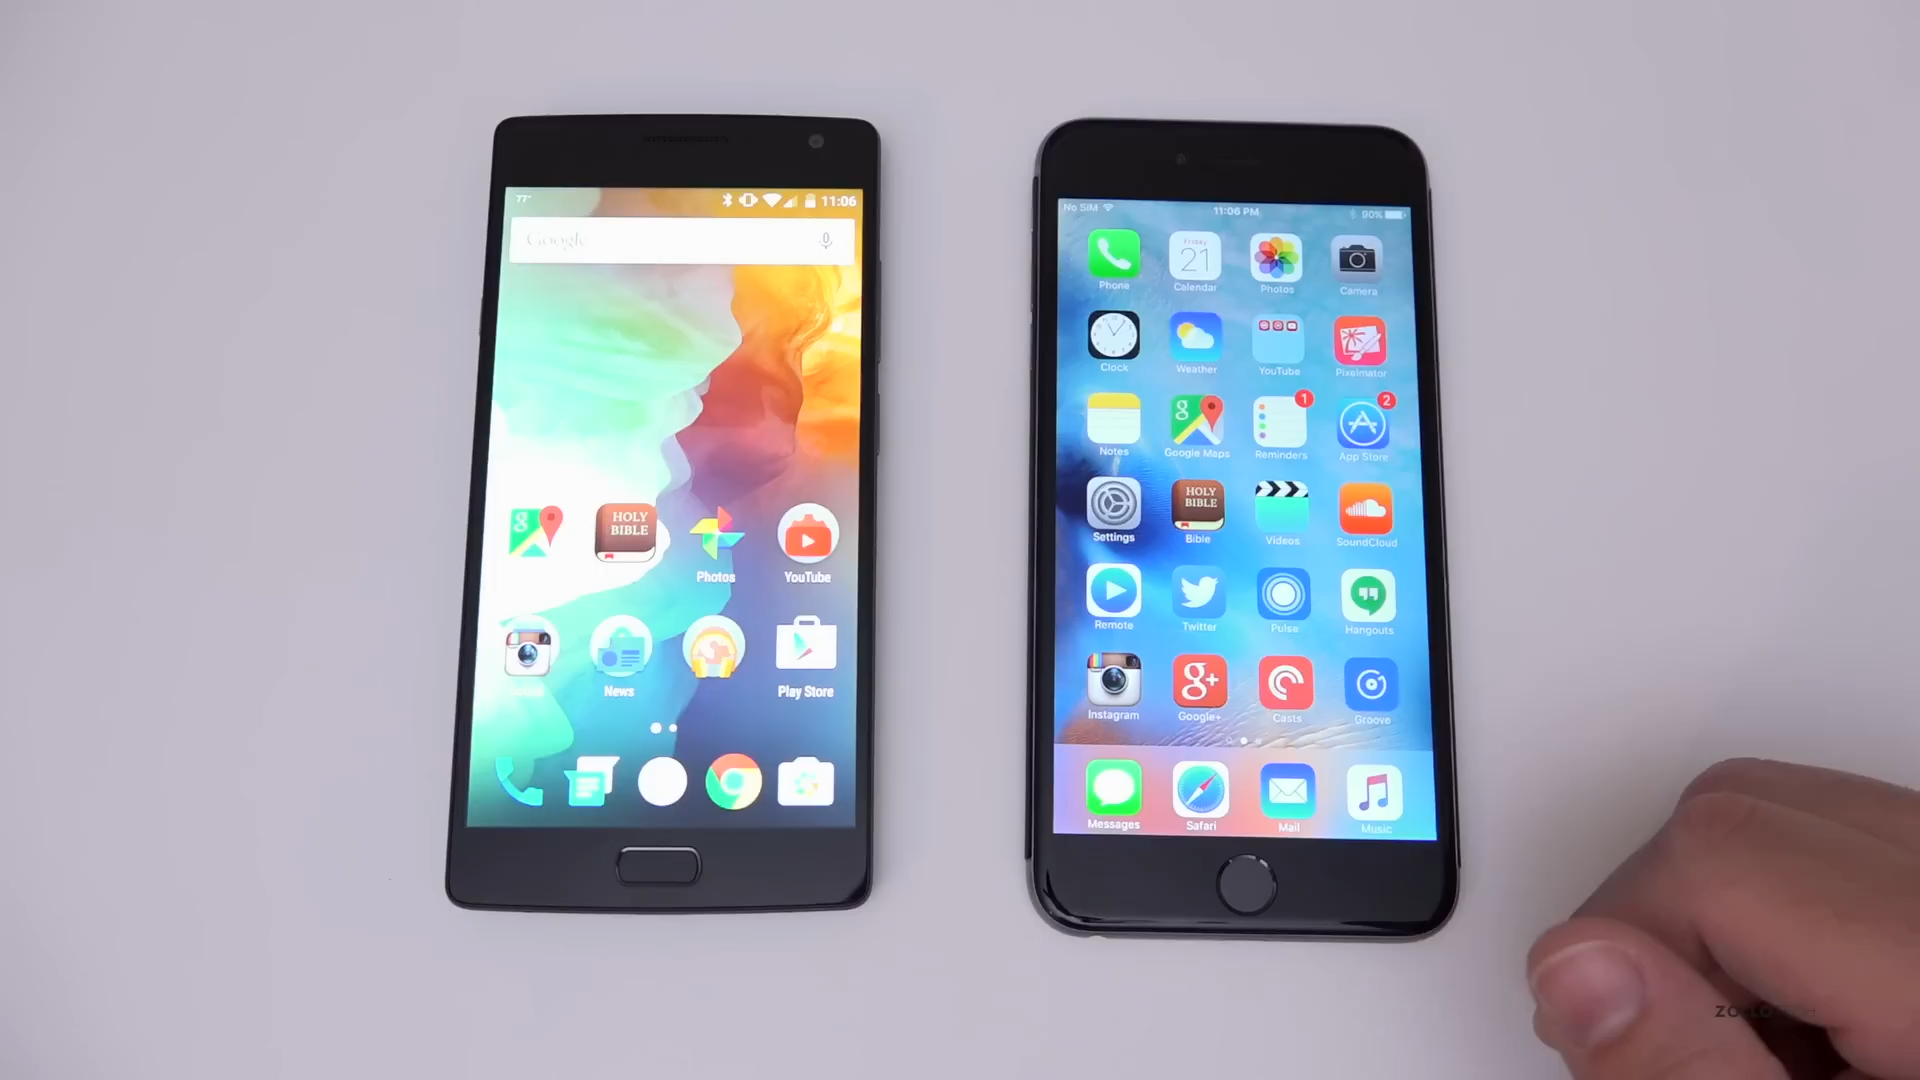 77°
11:06
Google
HOLY
BIBLE
Photos
YouTube
News
Play Store
No SIM
11:06 PM
90%
Friday
21
Phone
Calendar
Photos
Camera
Clock
Weather
YouTube
Pixelmator
1
2
Notes
Google Maps
Reminders
App Store
HOLY
BIBLE
Settings
Bible
Videos
SoundCloud
Remote
Twitter
Pulse
Hangouts
g+
Instagram
Google+
Casts
Groove
Messages
Safari
Mail
Music